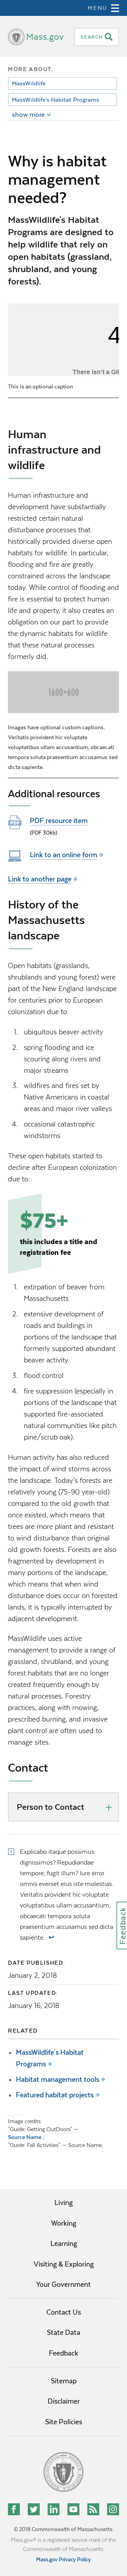 MENU
Mass.gov
SEARCH
MORE ABOUT:
MassWildlife
MassWildlife's Habitat Programs
show more
Why is habitat
management
needed?
MassWildlife's Habitat
Programs are designed to
help wildlife that rely on
open habitats (grassland,
shrubland, and young
forests).
4
There isn't a Gi
This is an optional caption
Human
infrastructure and
wildlife
Human infrastructure and
development have substantially
restricted certain natural
disturbance processes that
historically provided diverse open
habitats for wildlife. In particular,
flooding and fire are greatly
constrained across the landscape
today. While control of flooding and
fire is essential to protect human
life and property, it also creates an
obligation on us to partially offset
the dynamic habitats for wildlife
that these natural processes
formerly did.
1600×600
Images have optional custom captions.
Veritatis provident hic voluptate
voluptatibus ullam accusantium, obcaecati
tempora soluta praesentium accusamus sed
dicta sapiente.
Additional resources
PDF resource item
(PDF 30kb)
Link to an online form
Link to another page
History of the
Massachusetts
landscape
Open habitats (grasslands,
shrublands and young forest) were
part of the New England landscape
for centuries prior to European
colonization due to:
1. ubiquitous beaver activity
2. spring flooding and ice
scouring along rivers and
major streams
3. wildfires and fires set by
Native Americans in coastal
areas and major river valleys
4. occasional catastrophic
windstorms
These open habitats started to
decline after European colonization
due to:
$75+
this includes a title and
registration fee
1. extirpation of beaver from
Massachusetts
2. extensive development of
roads and buildings in
portions of the landscape that
formerly supported abundant
beaver activity
3. flood control
4. fire suppression (especially in
portions of the landscape that
supported fire-associated
natural communities like pitch
pine/scrub oak).
Human activity has also reduced
most of the original forest across
the landscape. Today's forests are
relatively young (75-90 year-old)
compared to the original forest
that was often several hundred
years old. Young trees are more
resistant to wind damage than
old growth forests. Forests are also
increasingly fragmented by
development in many portions of
the landscape, which means that
even when wind disturbance does
occur in large blocks of forested
lands, it is typically interrupted by
adjacent development.
MassWildlife uses active
management to provide a range of
grassland, shrubland, and young
forest habitats that are no longer
created frequently enough by
natural processes. Forestry
practices, along with mowing,
prescribed burning, and invasive
plant control are often used to
manage sites.
Contact
Person to Contact
1 Explicabo itaque possimus
dignissimos? Repudiandae
tempore, fugit illum? Iure error
omnis eveniet eius iste molestias.
Veritatis provident hic voluptate
voluptatibus ullam accusantium,
obcaecati tempora soluta
praesentium accusamus sed dicta
sapiente. ↩
Feedback
DATE PUBLISHED:
January 2, 2018
LAST UPDATED:
January 16, 2018
RELATED
MassWildlife's Habitat
Programs
Habitat management tools
Featured habitat projects
Image credits:
"Guide: Getting OutDoors" —
Source Name ,
"Guide: Fall Activities" — Source Name,
Living
Working
Learning
Visiting & Exploring
Your Government
Contact Us
State Data
Feedback
Sitemap
Disclaimer
Site Policies
© 2018 Commonwealth of Massachusetts.
Mass.gov® is a registered service mark of the
Commonwealth of Massachusetts.
Mass.gov Privacy Policy